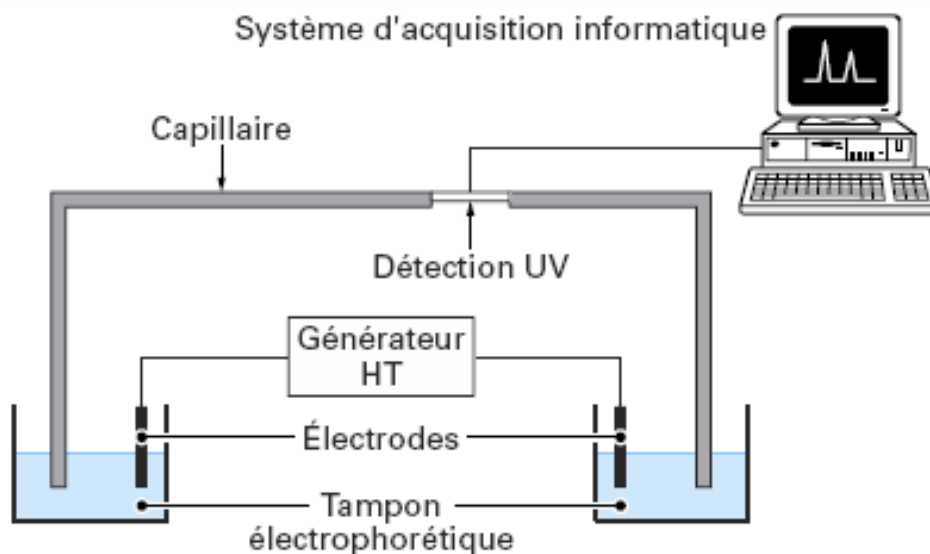 Système d'acquisition informatique
Capillaire
Détection UV
Générateur
HT
Électrodes
Tampon
électrophorétique